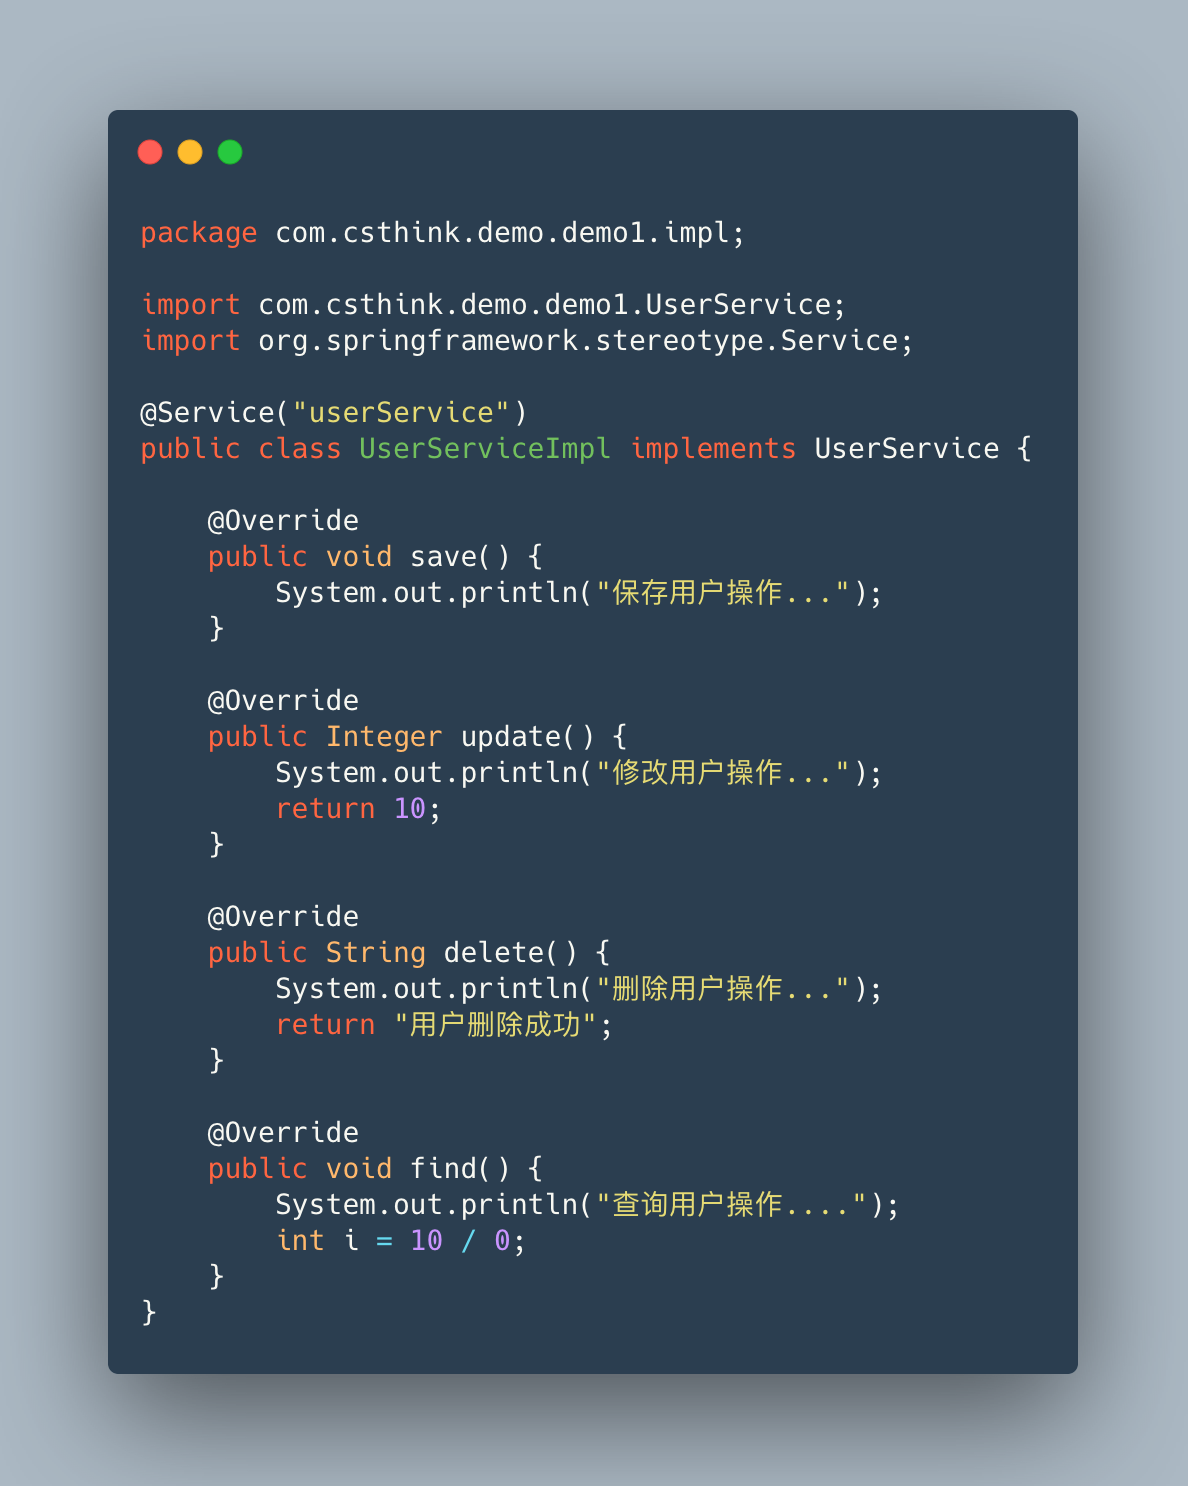 package com.csthink.demo.demo1.impl;

import com.csthink.demo.demo1.UserService;
import org.springframework.stereotype.Service;

@Service("userService")
public class UserServiceImpl implements UserService {

    @Override
    public void save() {
        System.out.println("保存用户操作...");
    }

    @Override
    public Integer update() {
        System.out.println("修改用户操作...");
        return 10;
    }

    @Override
    public String delete() {
        System.out.println("删除用户操作...");
        return "用户删除成功";
    }

    @Override
    public void find() {
        System.out.println("查询用户操作....");
        int i = 10 / 0;
    }
}